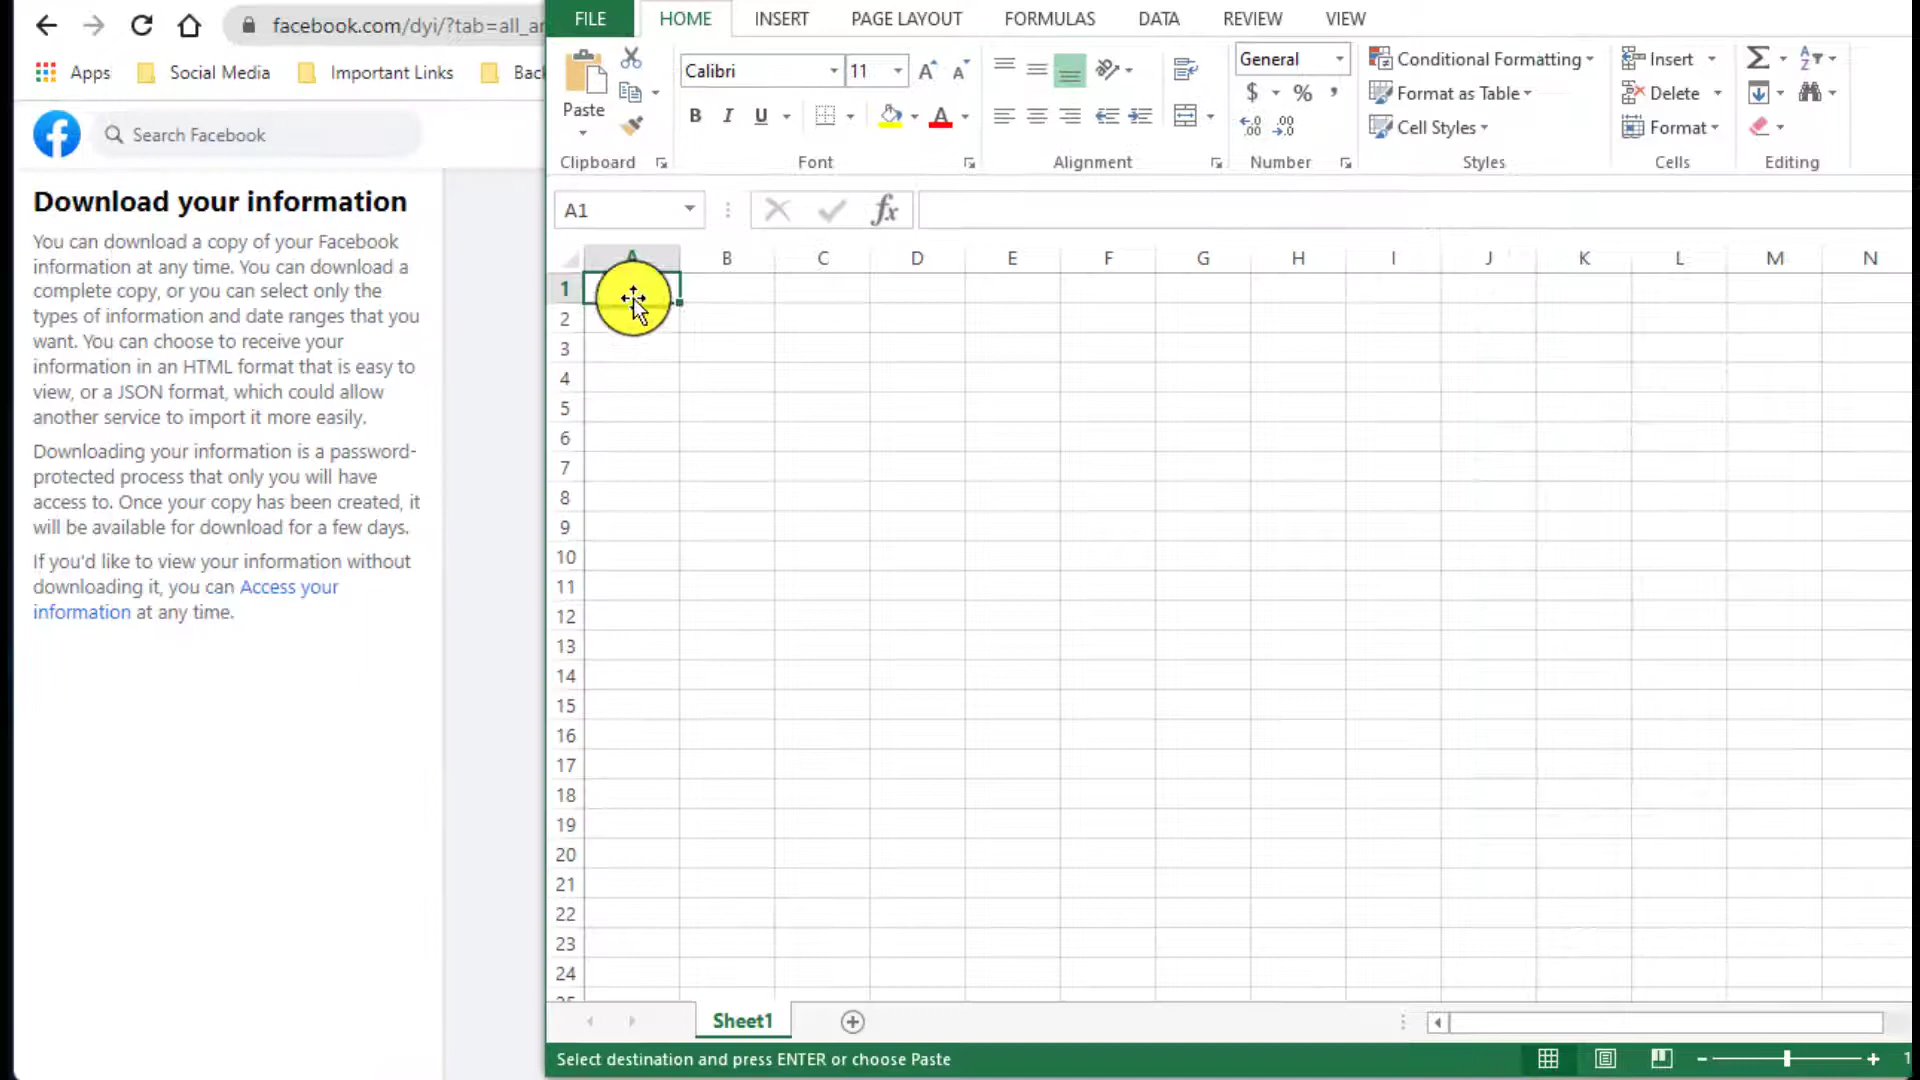 facebook.com/dyi/?tab=all_a
Apps
Social Media
Important Links
Bac
Search Facebook
Download your information
You can download a copy of your Facebook
information at any time. You can download a
complete copy, or you can select only the
types of information and date ranges that you
want. You can choose to receive your
information in an HTML format that is easy to
view, or a JSON format, which could allow
another service to import it more easily.
Downloading your information is a password-
protected process that only you will have
access to. Once your copy has been created, it
will be available for download for a few days.
If you'd like to view your information without
downloading it, you can Access your
information at any time.
FILE HOME INSERT PAGE LAYOUT FORMULAS DATA REVIEW VIEW
Paste
Clipboard
Calibri 11
B I U
Font
Alignment
General
$ % ,
Number
Conditional Formatting
Format as Table
Cell Styles
Styles
Insert
Delete
Format
Cells
Editing
A1
fx
A B C D E F G H I J K L M N
1
2
3
4
5
6
7
8
9
10
11
12
13
14
15
16
17
18
19
20
21
22
23
24
Sheet1
Select destination and press ENTER or choose Paste